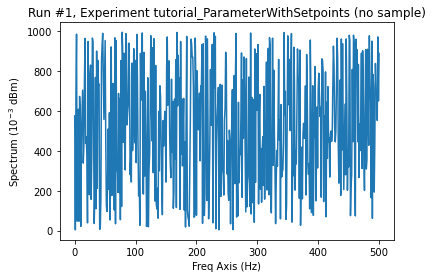 Run #1, Experiment tutorial_ParameterWithSetpoints (no sample)
1000
800
600
400
200
0
Spectrum (10⁻³ dBm)
0 100 200 300 400 500
Freq Axis (Hz)